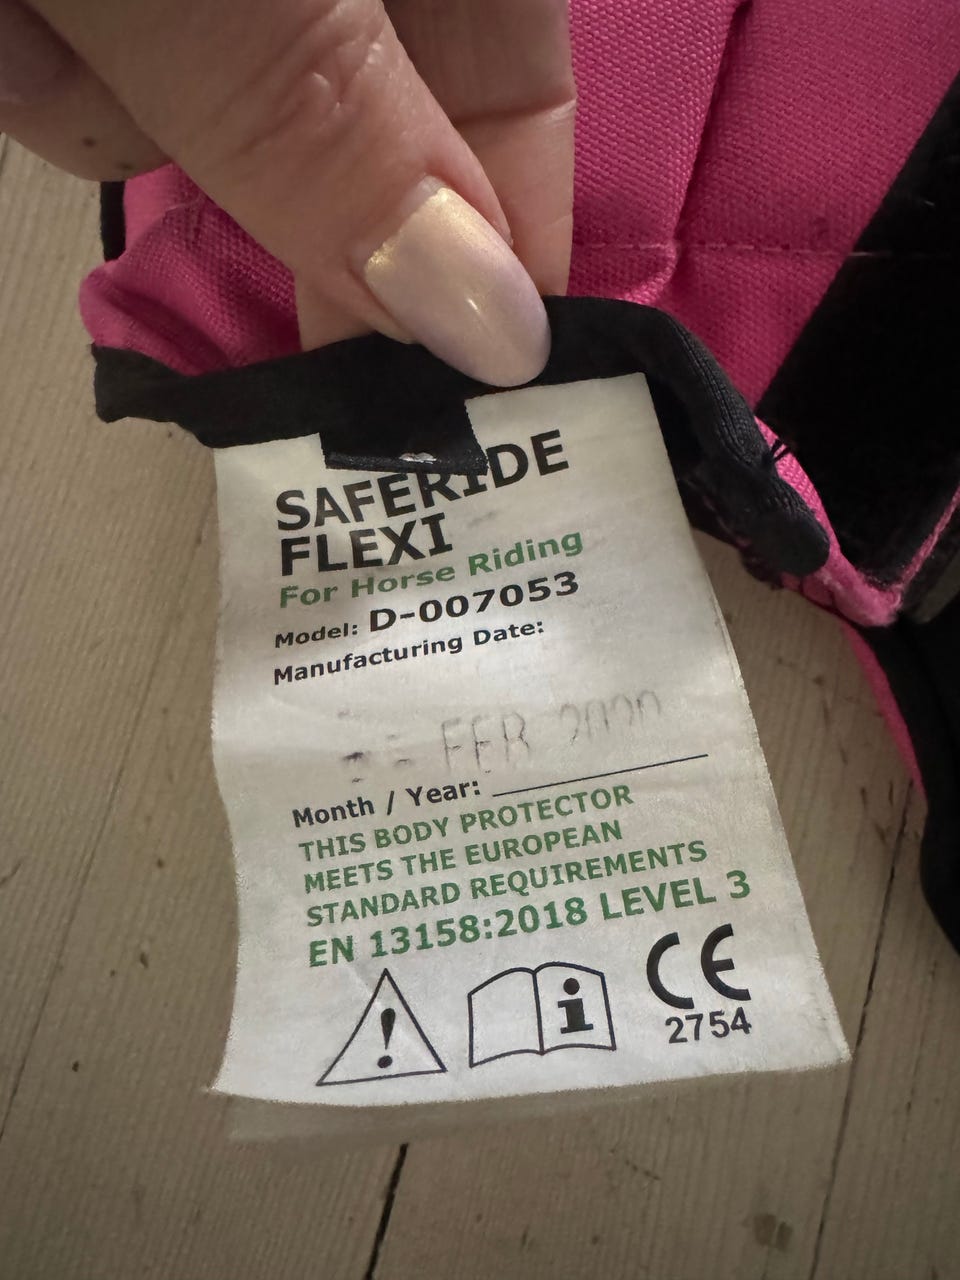 SAFERIDE
FLEXI
For Horse Riding
Model: D-007053
Manufacturing Date:
FEB 2020
Month / Year:
THIS BODY PROTECTOR
MEETS THE EUROPEAN
STANDARD REQUIREMENTS
EN 13158:2018 LEVEL 3
CE
2754